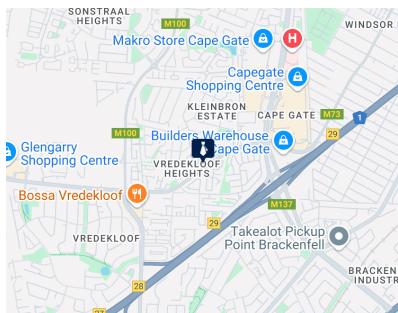 SONSTRAAL
HEIGHTS
M100
WINDSOR
Makro Store Cape Gate
H
Capegate
Shopping Centre
KLEINBRON
ESTATE
CAPE GATE
M73
1
M100
29
Builders Warehouse
Cape Gate
Glengarry
Shopping Centre
VREDEKLOOF
HEIGHTS
Bossa Vredekloof
M137
29
Takealot Pickup
Point Brackenfell
VREDEKLOOF
BRACKEN
INDUSTR
28
27